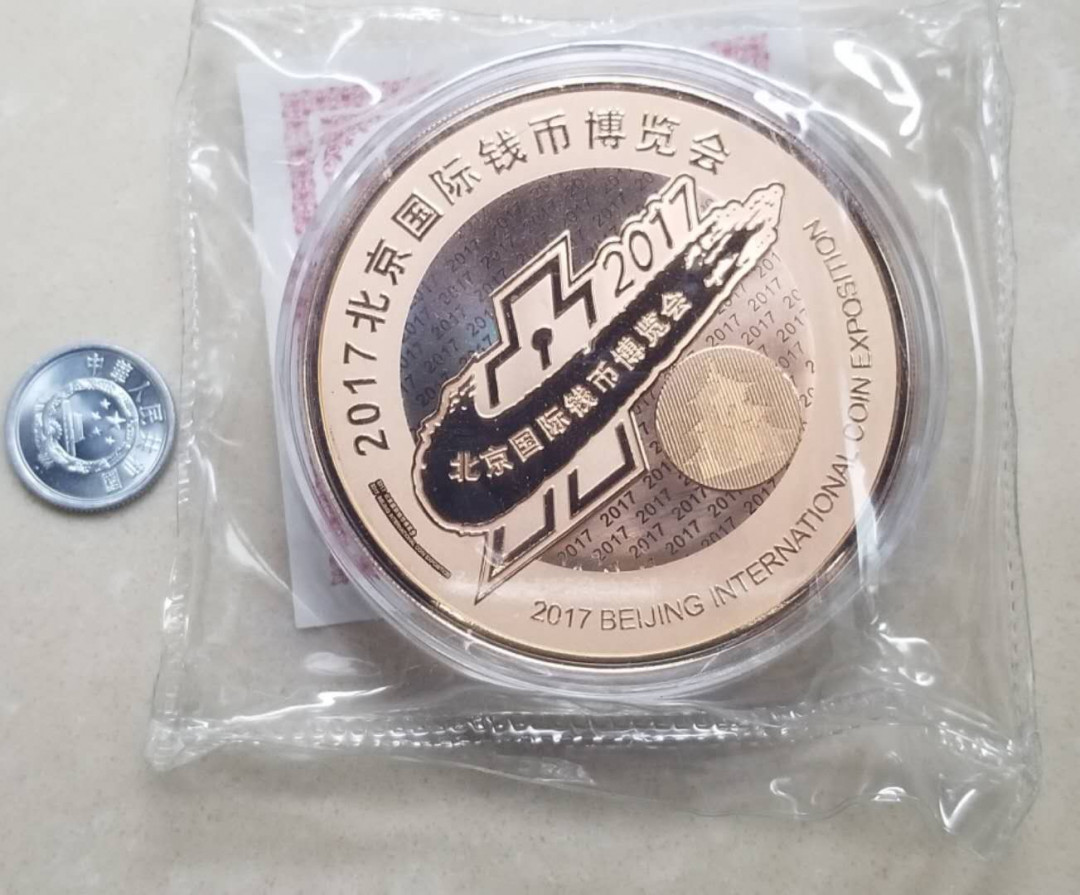 2017北京国际钱币博览会
2017
北京国际钱币博览会
2017 BEIJING INTERNATIONAL COIN EXPOSITION
中華人民共和国